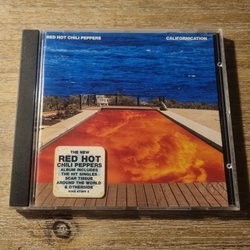 RED HOT CHILI PEPPERS
CALIFORNICATION
THE NEW
RED HOT
CHILI PEPPERS
ALBUM INCLUDES
THE HIT SINGLES
SCAR TISSUE
AROUND THE WORLD
& OTHERSIDE